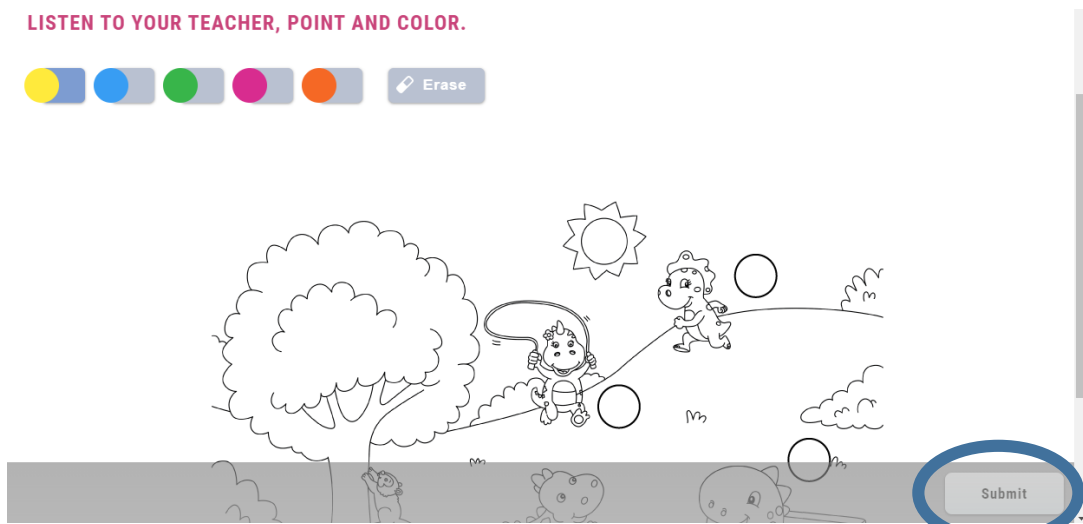 LISTEN TO YOUR TEACHER, POINT AND COLOR.
Erase
Submit